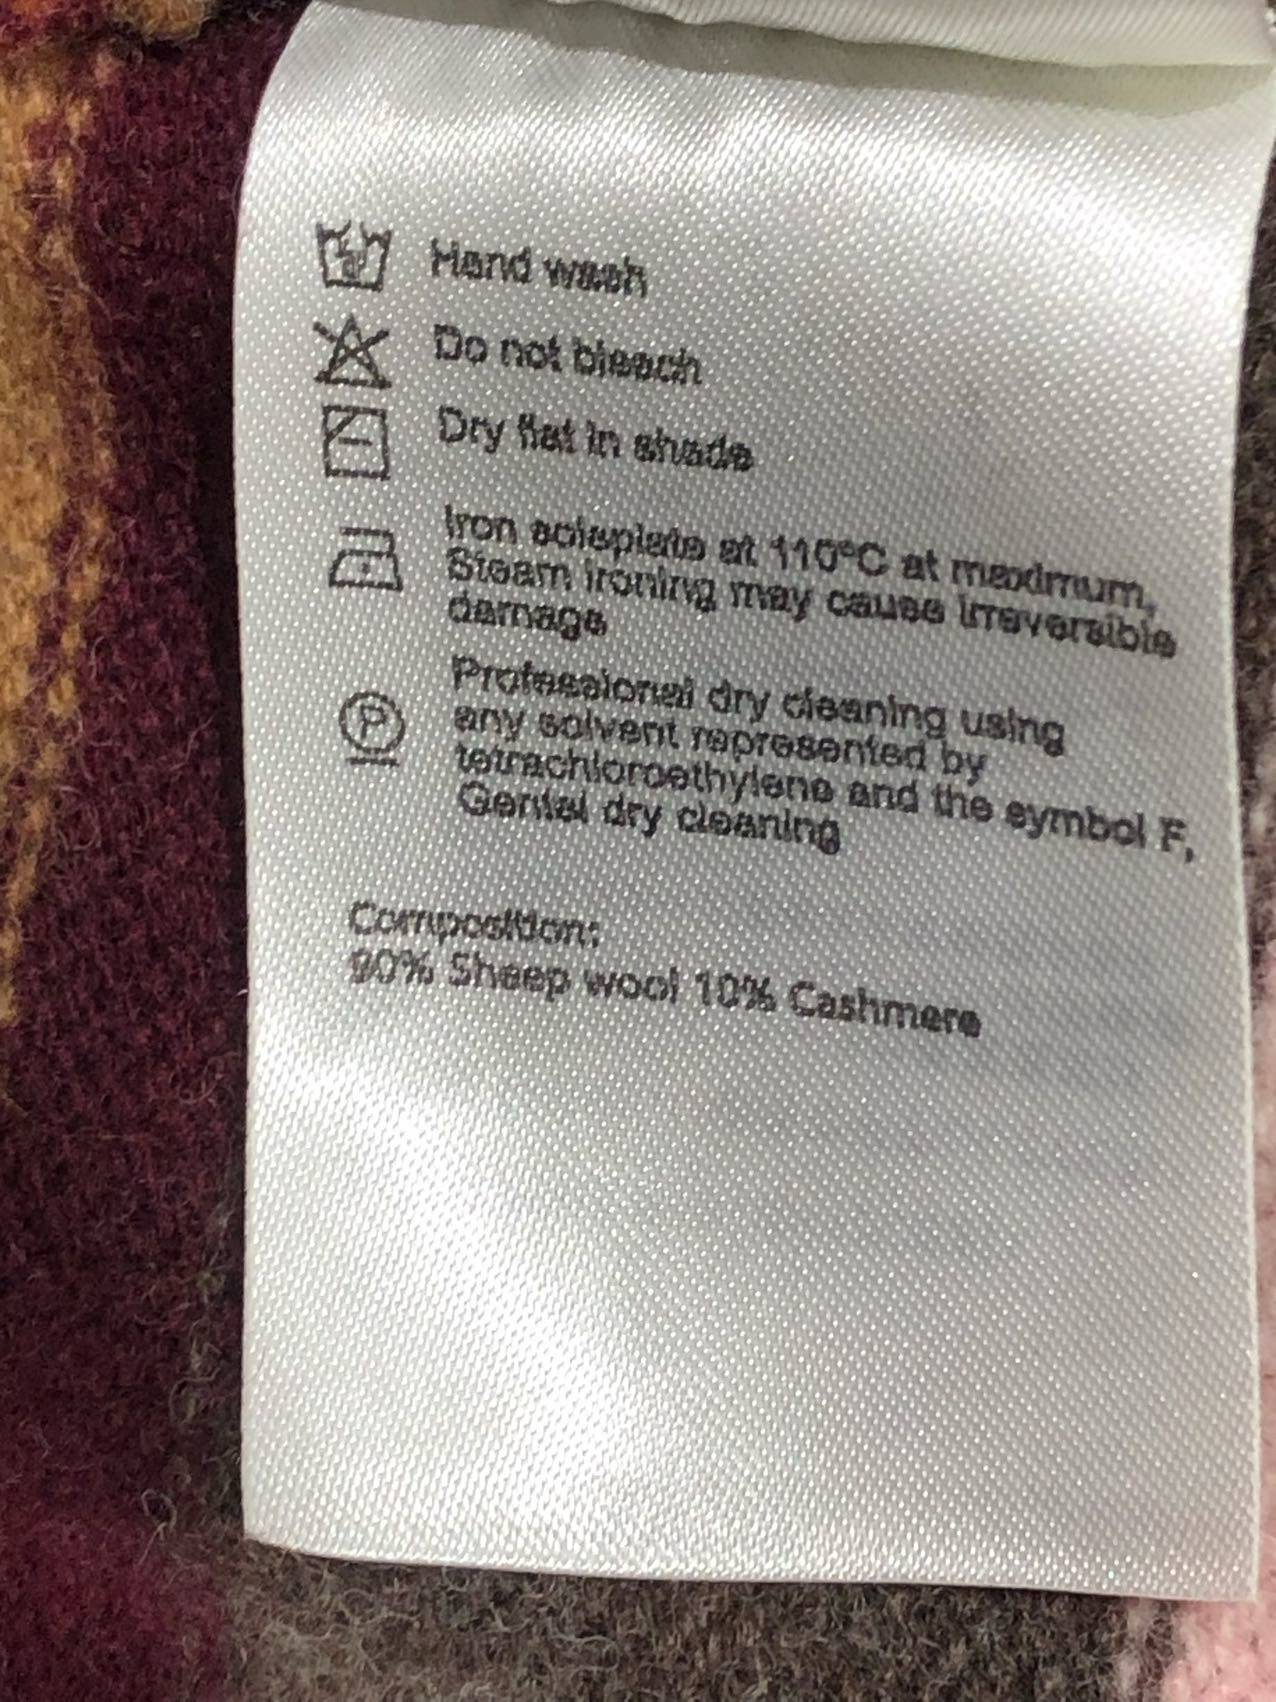 Hand wash
Do not bleach
Dry flat in shade
Iron soleplate at 110°C at maximum,
Steam ironing may cause irreversible
damage
P
Professional dry cleaning using
any solvent represented by
tetrachloroethylene and the symbol F,
Gental dry cleaning
Composition:
90% Sheep wool 10% Cashmere